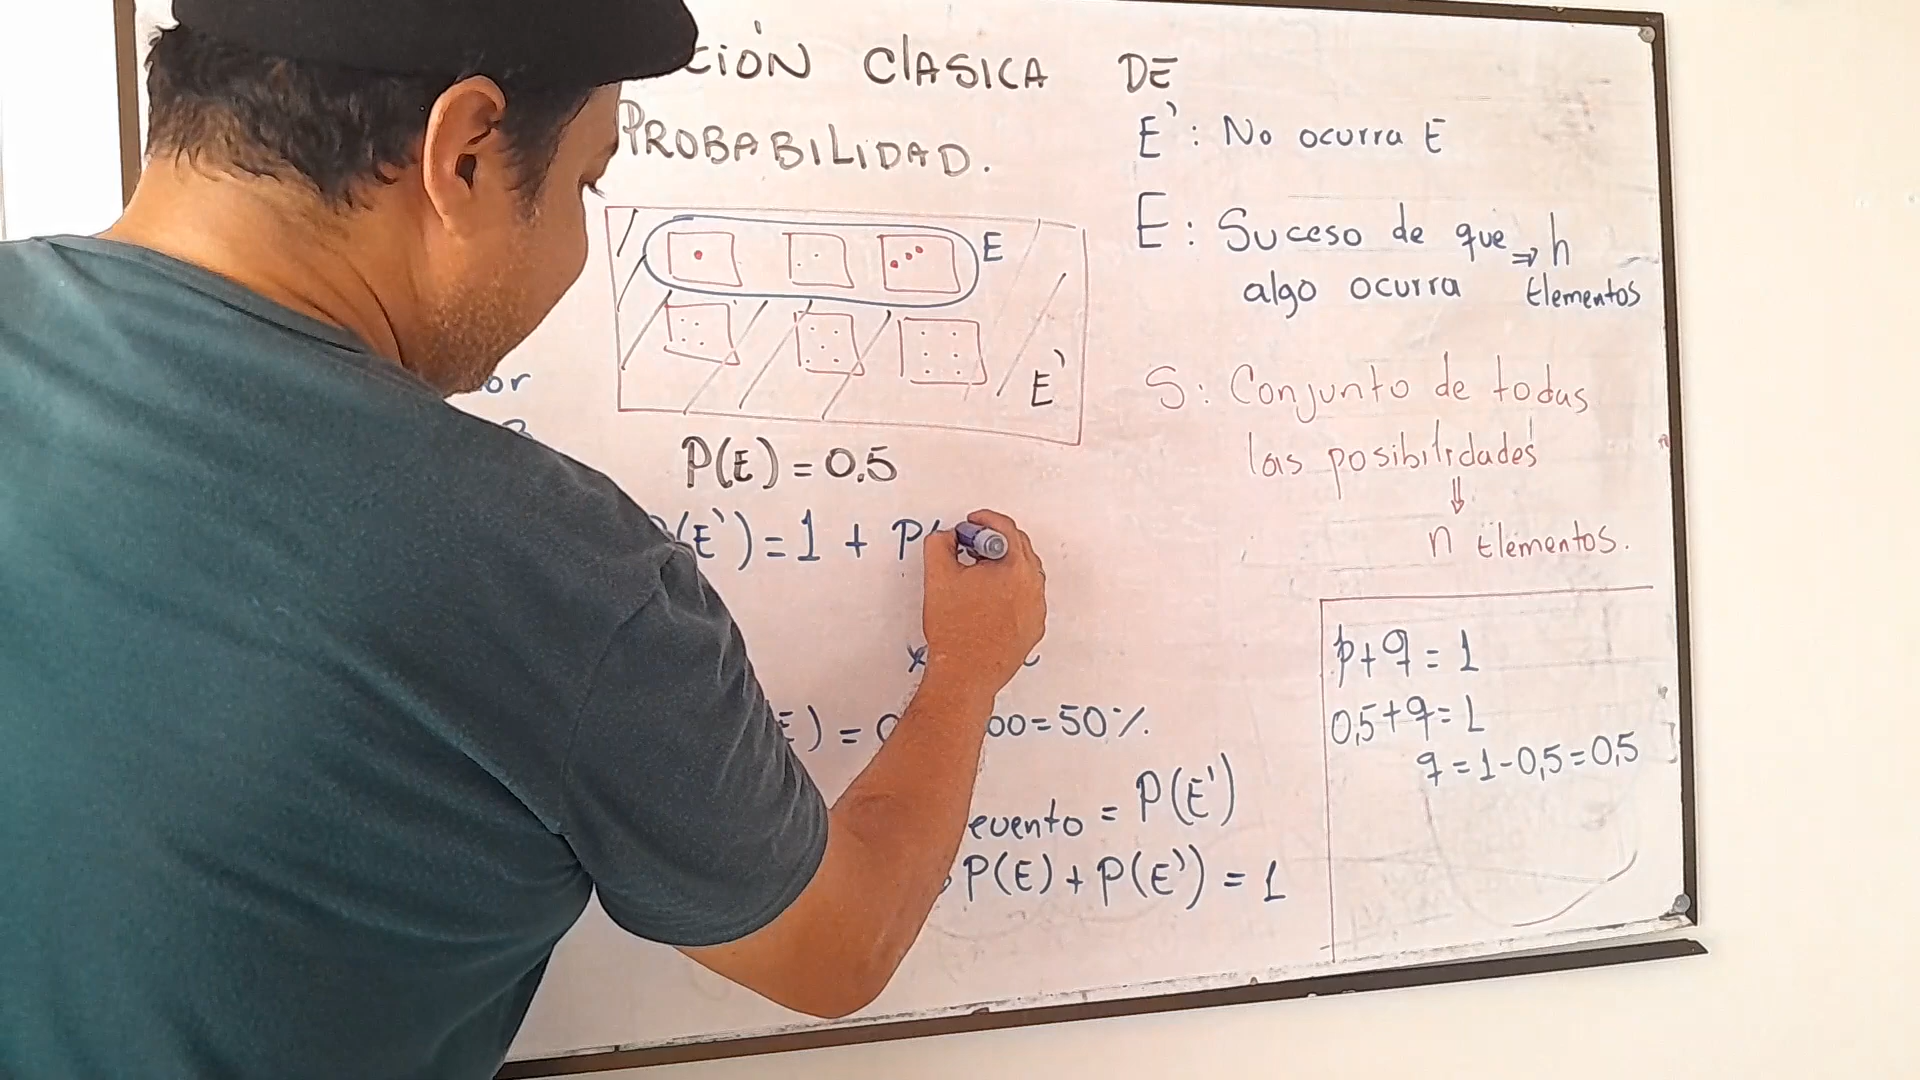 CIÓN CLASICA DE
PROBABILIDAD.
E' : No ocurra E
E : Suceso de que ⇒ h
algo ocurra Elementos
E
E'
S : Conjunto de todas
las posibilidades
⇓
n Elementos.
or
P(E) = 0.5
(E') = 1 + P(
p+q = 1
0,5+q = 1
q = 1-0,5 = 0,5
E) = 0 00 = 50%.
evento = P(E')
P(E) + P(E') = 1